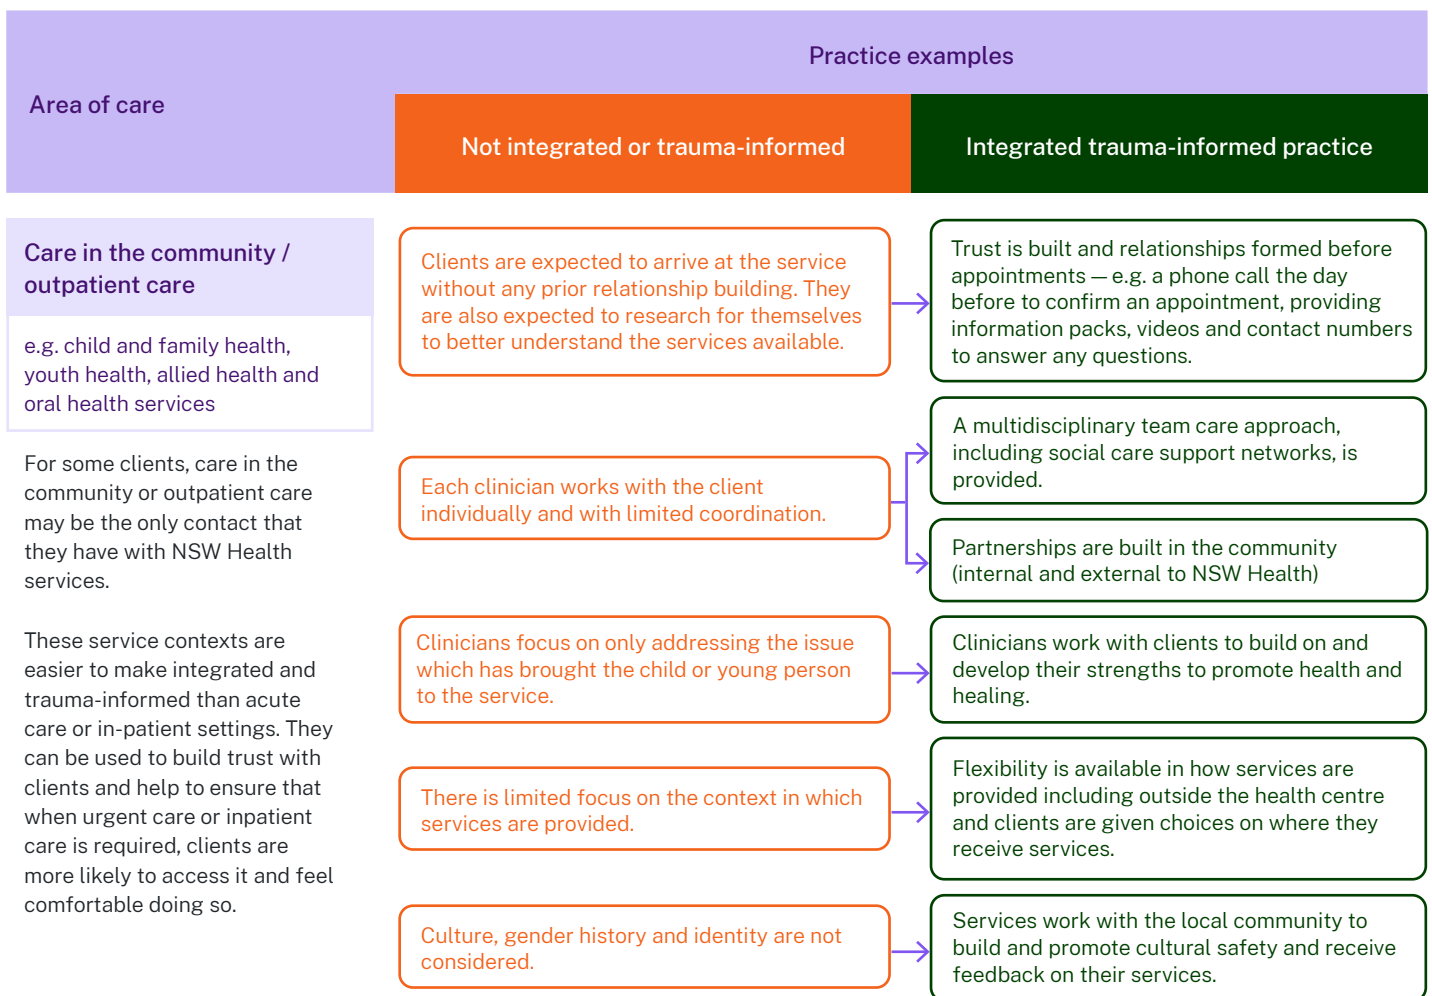 Practice examples
Area of care
Not integrated or trauma-informed
Integrated trauma-informed practice
Care in the community /
outpatient care
e.g. child and family health,
youth health, allied health and
oral health services
For some clients, care in the
community or outpatient care
may be the only contact that
they have with NSW Health
services.
These service contexts are
easier to make integrated and
trauma-informed than acute
care or in-patient settings. They
can be used to build trust with
clients and help to ensure that
when urgent care or inpatient
care is required, clients are
more likely to access it and feel
comfortable doing so.
Clients are expected to arrive at the service
without any prior relationship building. They
are also expected to research for themselves
to better understand the services available.
Trust is built and relationships formed before
appointments — e.g. a phone call the day
before to confirm an appointment, providing
information packs, videos and contact numbers
to answer any questions.
Each clinician works with the client
individually and with limited coordination.
A multidisciplinary team care approach,
including social care support networks, is
provided.
Partnerships are built in the community
(internal and external to NSW Health)
Clinicians focus on only addressing the issue
which has brought the child or young person
to the service.
Clinicians work with clients to build on and
develop their strengths to promote health and
healing.
There is limited focus on the context in which
services are provided.
Flexibility is available in how services are
provided including outside the health centre
and clients are given choices on where they
receive services.
Culture, gender history and identity are not
considered.
Services work with the local community to
build and promote cultural safety and receive
feedback on their services.